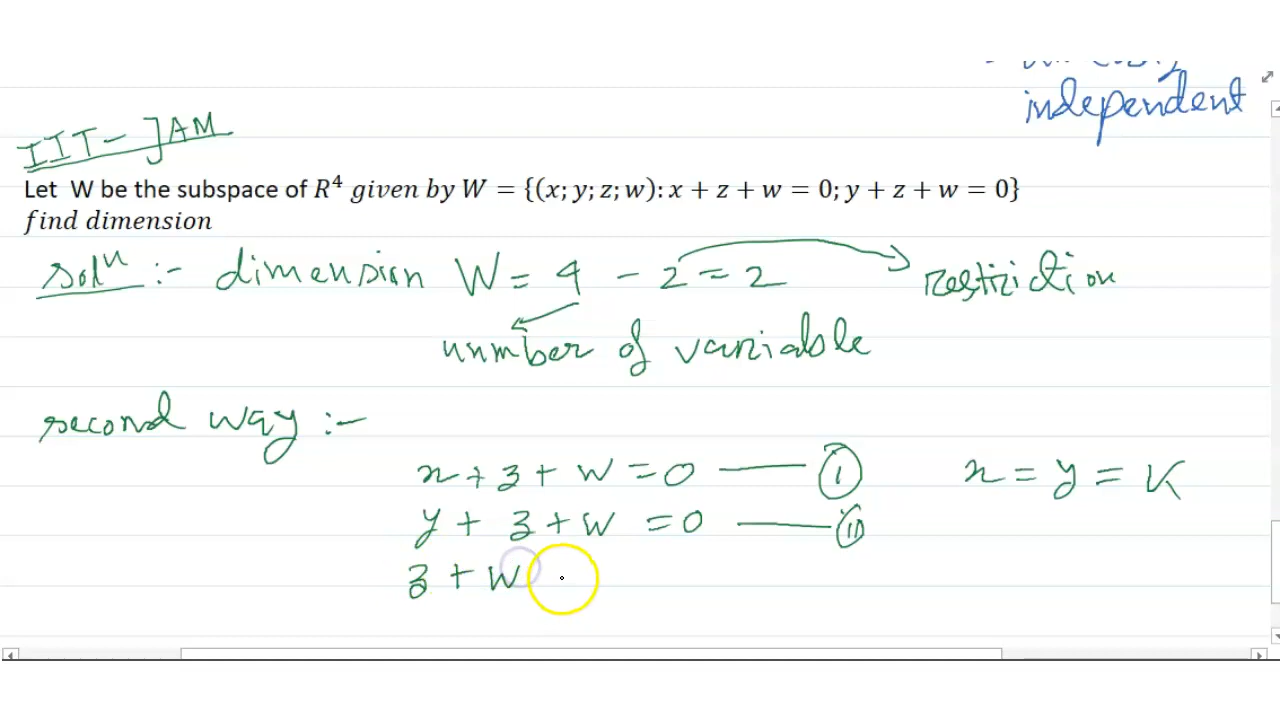 independent
IIT - JAM
Let W be the subspace of R⁴ given by W = {(x; y; z; w): x + z + w = 0; y + z + w = 0}
find dimension
solⁿ :- dimension W = 4 - 2 = 2 restriction
number of variable
second way :-
x + z + w = 0 —— (i) x = y = K
y + z + w = 0 —— (ii)
z + w